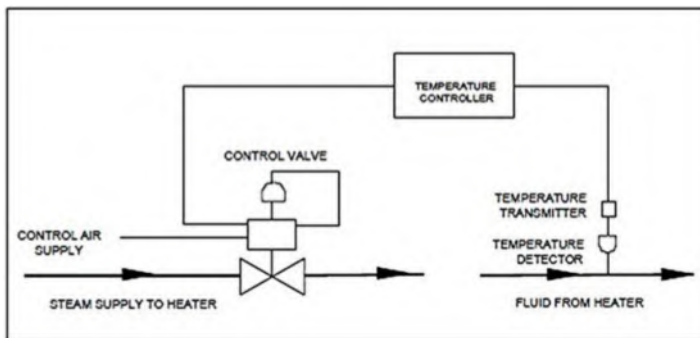 TEMPERATURE
CONTROLLER
CONTROL VALVE
TEMPERATURE
TRANSMITTER
CONTROL AIR
SUPPLY
TEMPERATURE
DETECTOR
STEAM SUPPLY TO HEATER
FLUID FROM HEATER